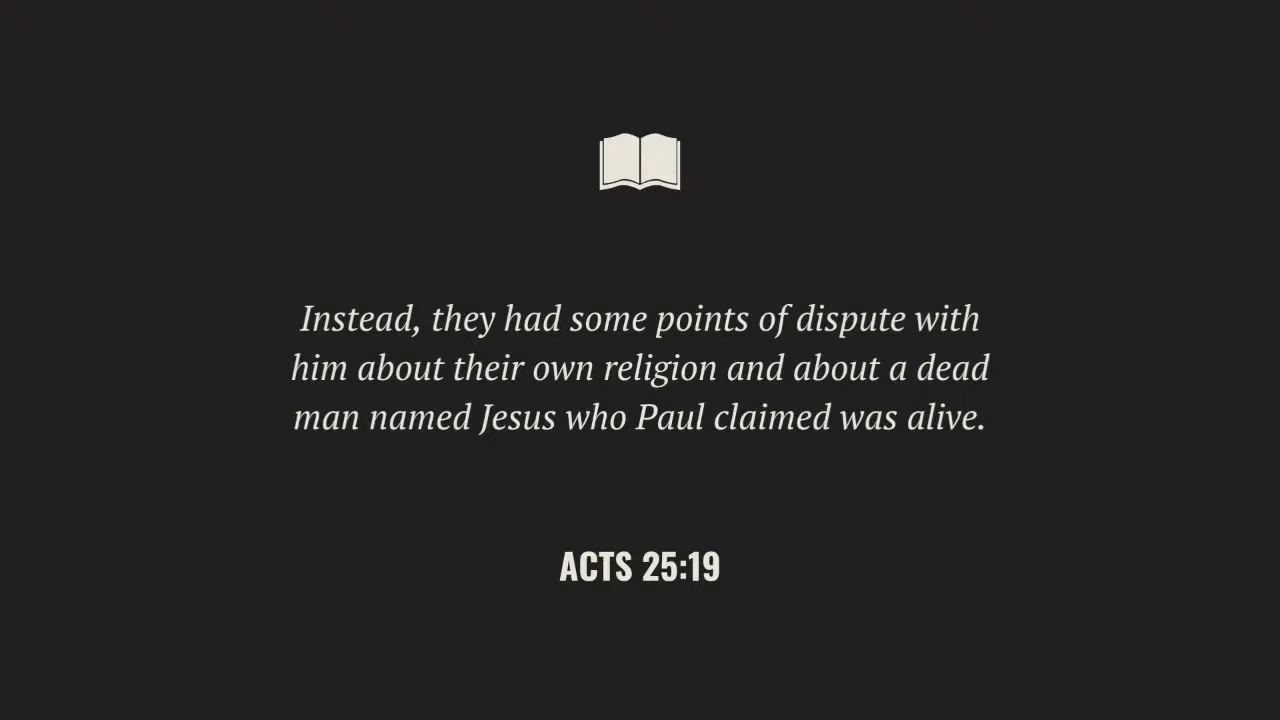 Instead, they had some points of dispute with
him about their own religion and about a dead
man named Jesus who Paul claimed was alive.
ACTS 25:19